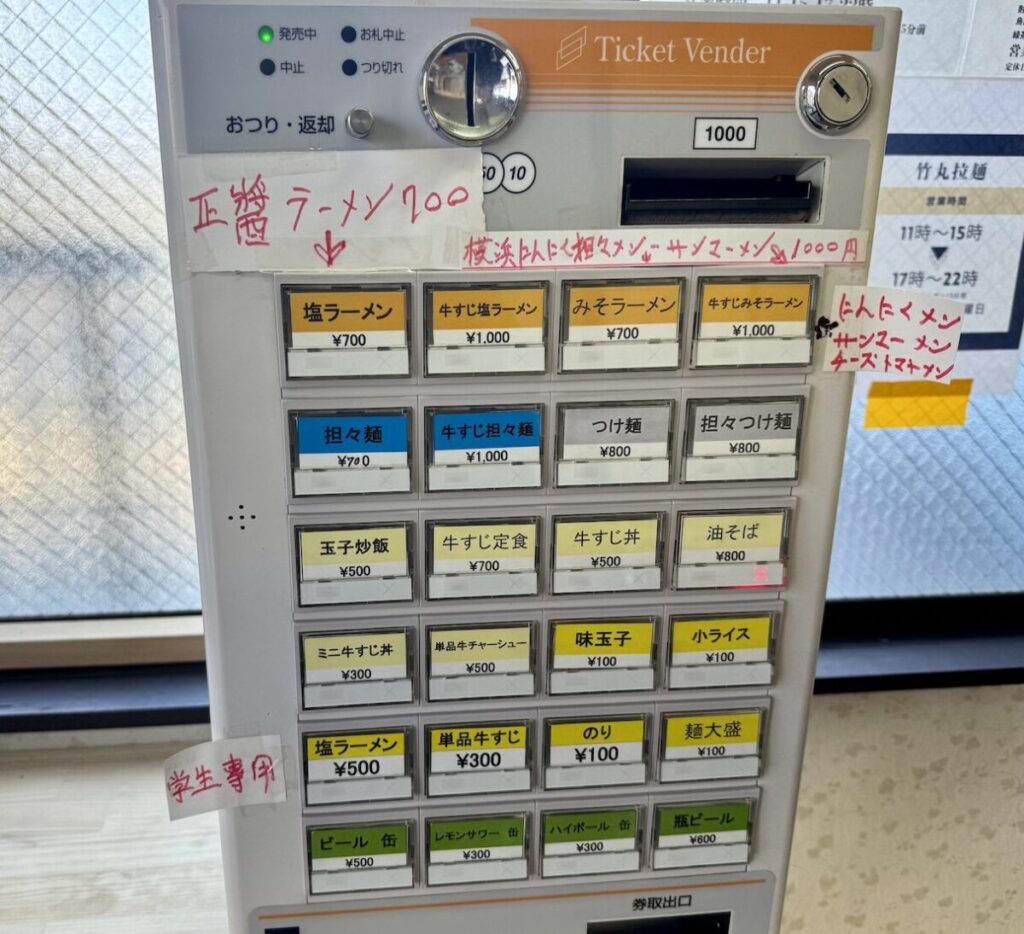 発売中 お札中止
中止 つり切れ
Ticket Vender
おつり・返却
1000
50 10
正醬ラーメン700
横浜にんにく担々メン サンマーメン 1000円
塩ラーメン ¥700
牛すじ塩ラーメン ¥1,000
みそラーメン ¥700
牛すじみそラーメン ¥1,000
にんにくメン
サンマーメン
チーズトマトメン
担々麺 ¥700
牛すじ担々麺 ¥1,000
つけ麺 ¥800
担々つけ麺 ¥800
玉子炒飯 ¥500
牛すじ定食 ¥700
牛すじ丼 ¥500
油そば ¥800
ミニ牛すじ丼 ¥300
単品牛チャーシュー ¥500
味玉子 ¥100
小ライス ¥100
学生専用
塩ラーメン ¥500
単品牛すじ ¥300
のり ¥100
麺大盛 ¥100
ビール 缶 ¥500
レモンサワー 缶 ¥300
ハイボール 缶 ¥300
瓶ビール ¥600
券取出口
5分前
竹丸拉麺
営業時間
11時～15時
17時～22時
曜日